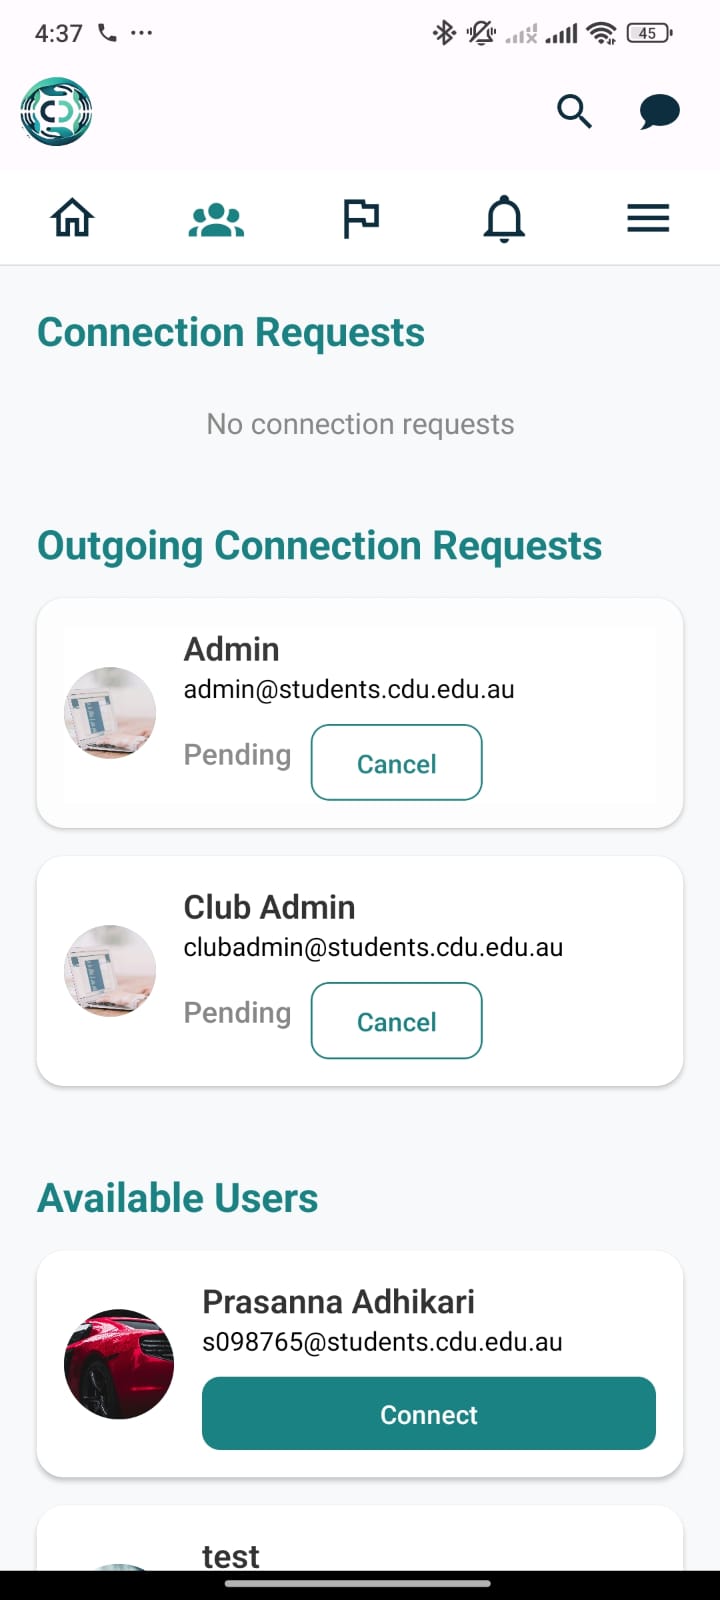 4:37
45
Connection Requests
No connection requests
Outgoing Connection Requests
Admin
admin@students.cdu.edu.au
Pending
Cancel
Club Admin
clubadmin@students.cdu.edu.au
Pending
Cancel
Available Users
Prasanna Adhikari
s098765@students.cdu.edu.au
Connect
test